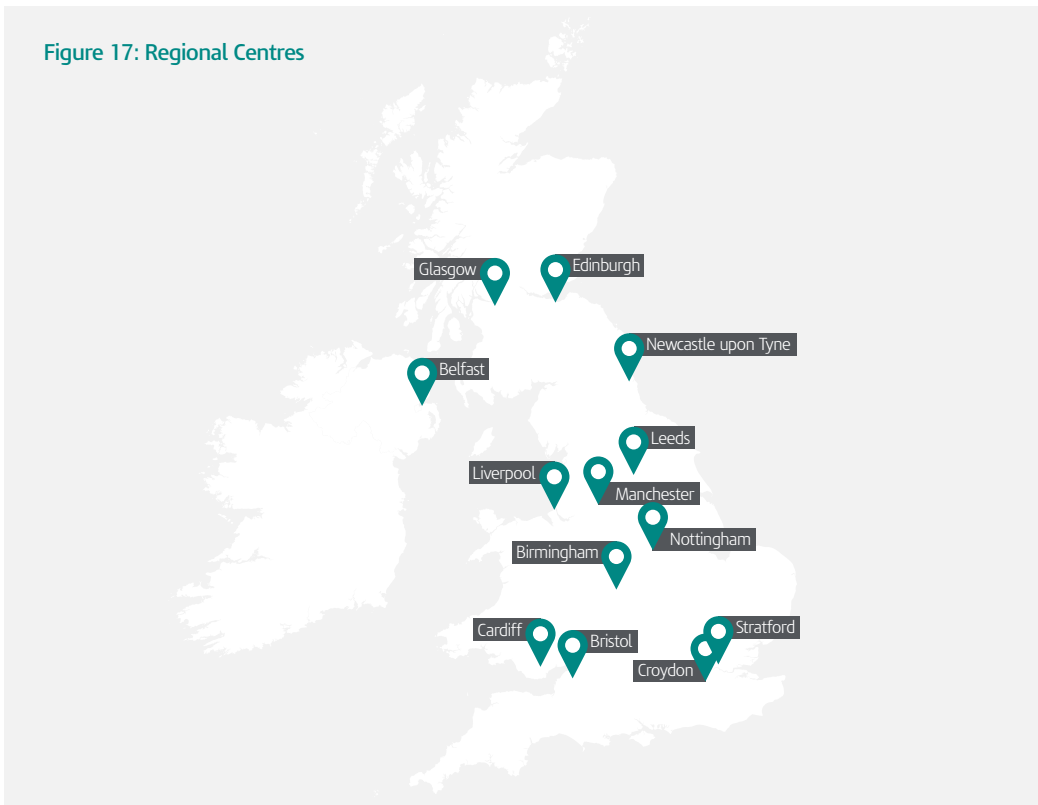 Figure 17: Regional Centres
Glasgow
Edinburgh
Newcastle upon Tyne
Belfast
Leeds
Liverpool
Manchester
Nottingham
Birmingham
Cardiff
Bristol
Stratford
Croydon